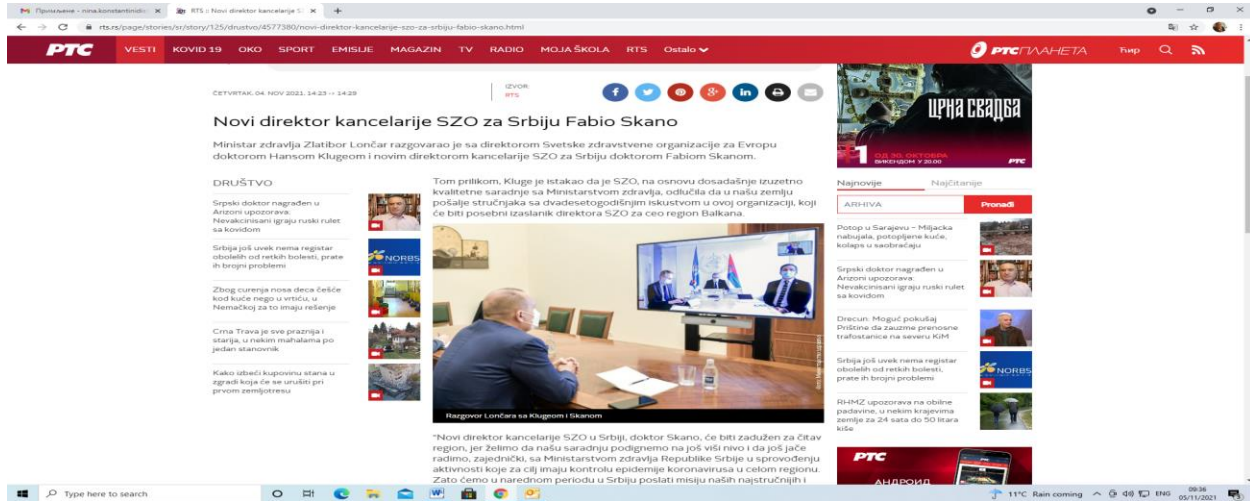 Примљене - nina.konstantinidis
RTS :: Novi direktor kancelarije S
rts.rs/page/stories/sr/story/125/drustvo/4577380/novi-direktor-kancelarije-szo-za-srbiju-fabio-skano.html
РТС VESTI KOVID 19 OKO SPORT EMISIJE MAGAZIN TV RADIO MOJA ŠKOLA RTS Ostalo РТС ПЛАНЕТА Ћир
ČETVRTAK, 04. NOV 2021, 14:23 -> 14:29
IZVOR:
RTS
Novi direktor kancelarije SZO za Srbiju Fabio Skano
Ministar zdravlja Zlatibor Lončar razgovarao je sa direktorom Svetske zdravstvene organizacije za Evropu
doktorom Hansom Klugeom i novim direktorom kancelarije SZO za Srbiju doktorom Fabiom Skanom.
DRUŠTVO
Srpski doktor nagrađen u
Arizoni upozorava:
Nevakcinisani igraju ruski rulet
sa kovidom
Srbija još uvek nema registar
obolelih od retkih bolesti, prate
ih brojni problemi
NORBS
Zbog curenja nosa deca češće
kod kuće nego u vrtiću, u
Nemačkoj za to imaju rešenje
Crna Trava je sve praznija i
starija, u nekim mahalama po
jedan stanovnik
Kako izbeći kupovinu stana u
zgradi koja će se urušiti pri
prvom zemljotresu
Tom prilikom, Kluge je istakao da je SZO, na osnovu dosadašnje izuzetno
kvalitetne saradnje sa Ministarstvom zdravlja, odlučila da u našu zemlju
pošalje stručnjaka sa dvadesetogodišnjim iskustvom u ovoj organizaciji, koji
će biti posebni izaslanik direktora SZO za ceo region Balkana.
Razgovor Lončara sa Klugeom i Skanom
"Novi direktor kancelarije SZO u Srbiji, doktor Skano, će biti zadužen za čitav
region, jer želimo da našu saradnju podignemo na još viši nivo i da još jače
radimo, zajednički, sa Ministarstvom zdravlja Republike Srbije u sprovođenju
aktivnosti koje za cilj imaju kontrolu epidemije koronavirusa u celom regionu.
Zato ćemo u narednom periodu u Srbiju poslati misiju naših najstručnijih i
ЦРНА СВАДБА
1 ОД 30. ОКТОБРА
ВИКЕНДОМ У 20.00
РТС
Najnovije Najčitanije
ARHIVA Pronađi
Potop u Sarajevu – Miljacka
nabujala, potopljene kuće,
kolaps u saobraćaju
Srpski doktor nagrađen u
Arizoni upozorava:
Nevakcinisani igraju ruski rulet
sa kovidom
Drecun: Moguć pokušaj
Prištine da zauzme prenosne
trafostanice na severu KiM
Srbija još uvek nema registar
obolelih od retkih bolesti,
prate ih brojni problemi
NORBS
RHMZ upozorava na obilne
padavine, u nekim krajevima
zemlje za 24 sata do 50 litara
kiše
РТС
АНДРОИД
Type here to search
11°C Rain coming
ENG
09:36
05/11/2021